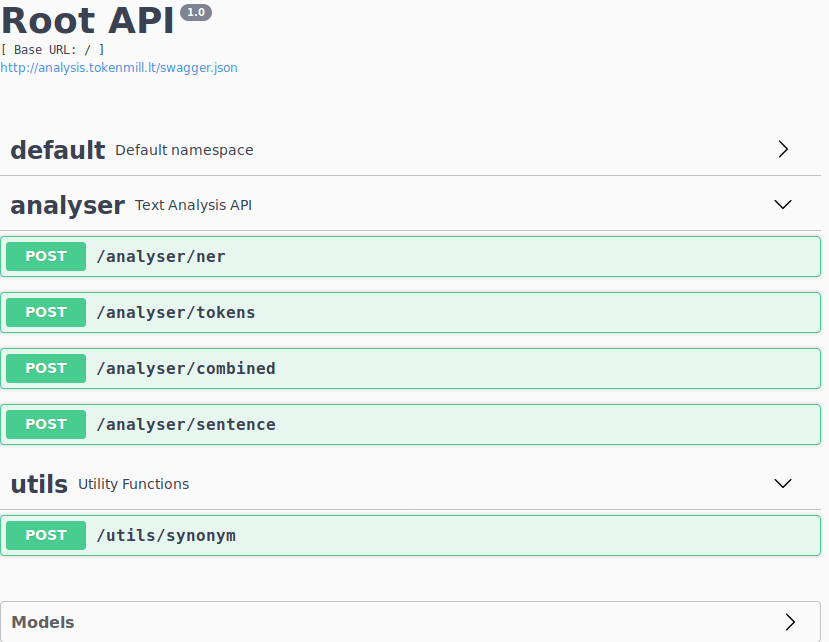 Root API 1.0
[ Base URL: / ]
http://analysis.tokenmill.lt/swagger.json
default Default namespace
analyser Text Analysis API
POST /analyser/ner
POST /analyser/tokens
POST /analyser/combined
POST /analyser/sentence
utils Utility Functions
POST /utils/synonym
Models